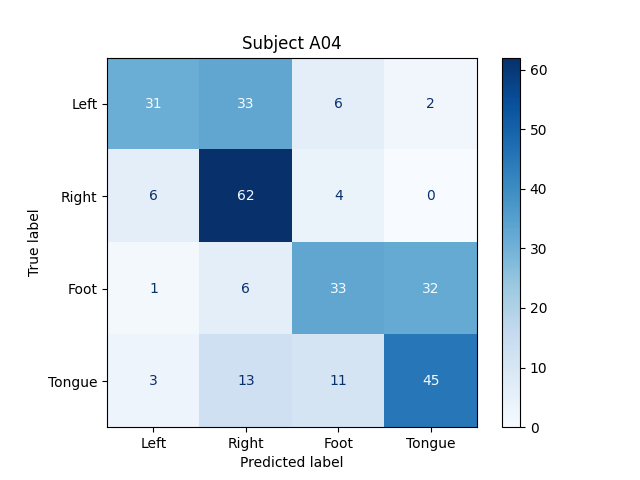 Subject A04
True label
Left 31 33 6 2
Right 6 62 4 0
Foot 1 6 33 32
Tongue 3 13 11 45
Left Right Foot Tongue
Predicted label
60
50
40
30
20
10
0